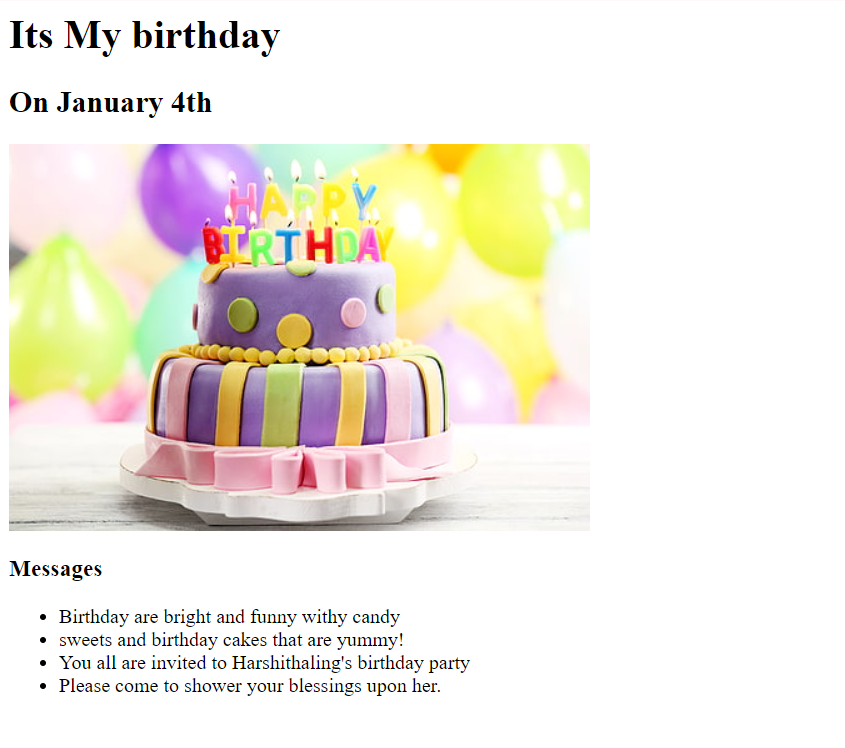 Its My birthday
On January 4th
HAPPY
BIRTHDAY
Messages
Birthday are bright and funny withy candy
sweets and birthday cakes that are yummy!
You all are invited to Harshithaling's birthday party
Please come to shower your blessings upon her.